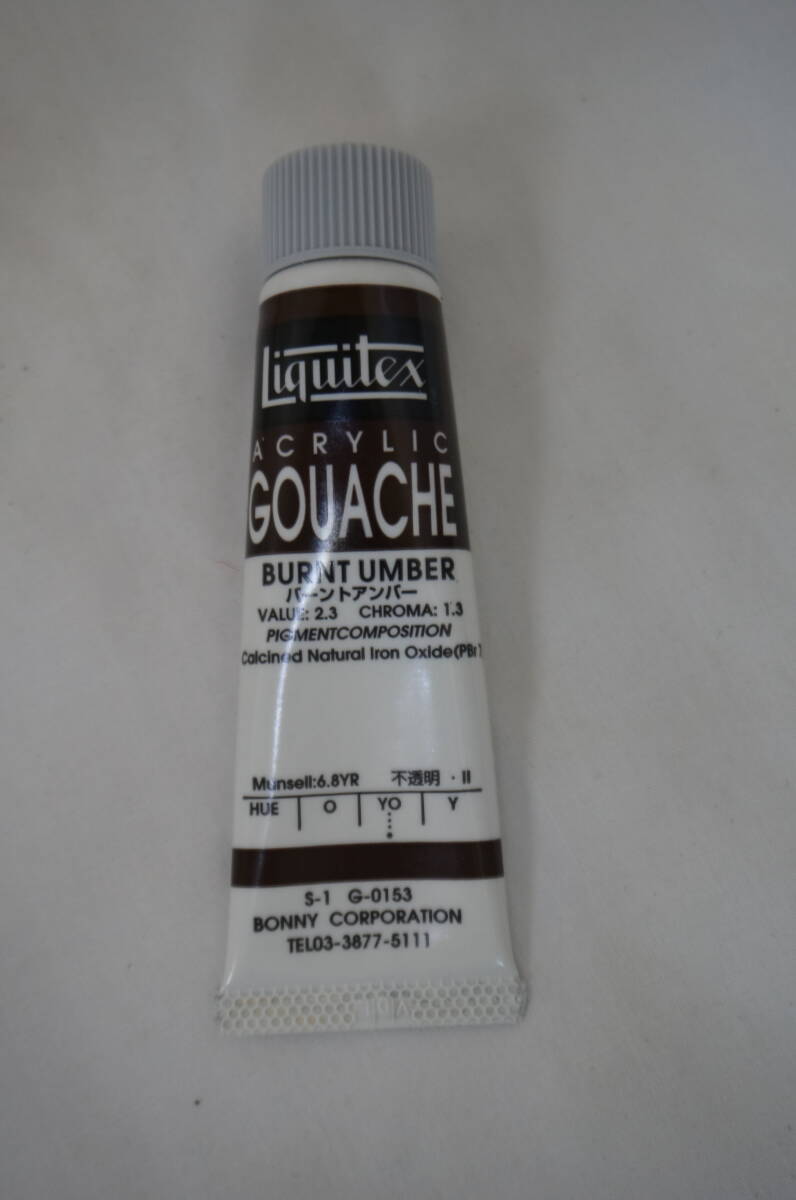 Liquitex
ACRYLIC
GOUACHE
BURNT UMBER
バーントアンバー
VALUE: 2.3 CHROMA: 1.3
PIGMENTCOMPOSITION
Calcined Natural Iron Oxide(PBr 7
Munsell:6.8YR 不透明 · II
HUE O YO Y
S-1 G-0153
BONNY CORPORATION
TEL03-3877-5111